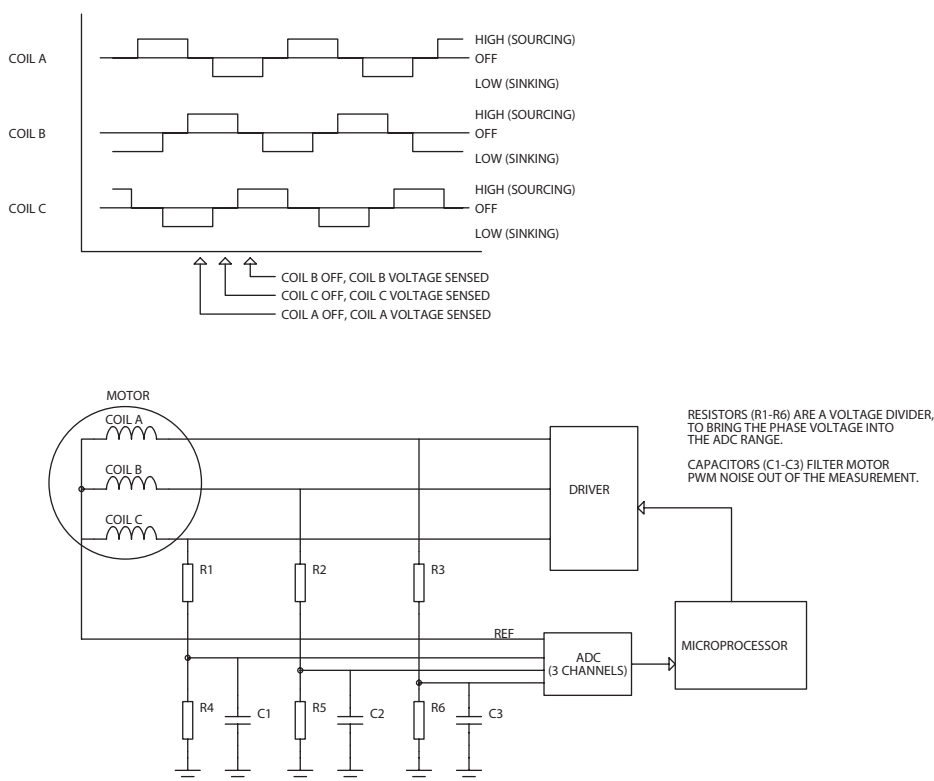 HIGH (SOURCING)
COIL A
OFF
LOW (SINKING)
HIGH (SOURCING)
COIL B
OFF
LOW (SINKING)
HIGH (SOURCING)
COIL C
OFF
LOW (SINKING)
COIL B OFF, COIL B VOLTAGE SENSED
COIL C OFF, COIL C VOLTAGE SENSED
COIL A OFF, COIL A VOLTAGE SENSED
MOTOR
COIL A
COIL B
COIL C
DRIVER
RESISTORS (R1-R6) ARE A VOLTAGE DIVIDER,
TO BRING THE PHASE VOLTAGE INTO
THE ADC RANGE.
CAPACITORS (C1-C3) FILTER MOTOR
PWM NOISE OUT OF THE MEASUREMENT.
R1
R2
R3
REF
ADC
(3 CHANNELS)
MICROPROCESSOR
R4
C1
R5
C2
R6
C3